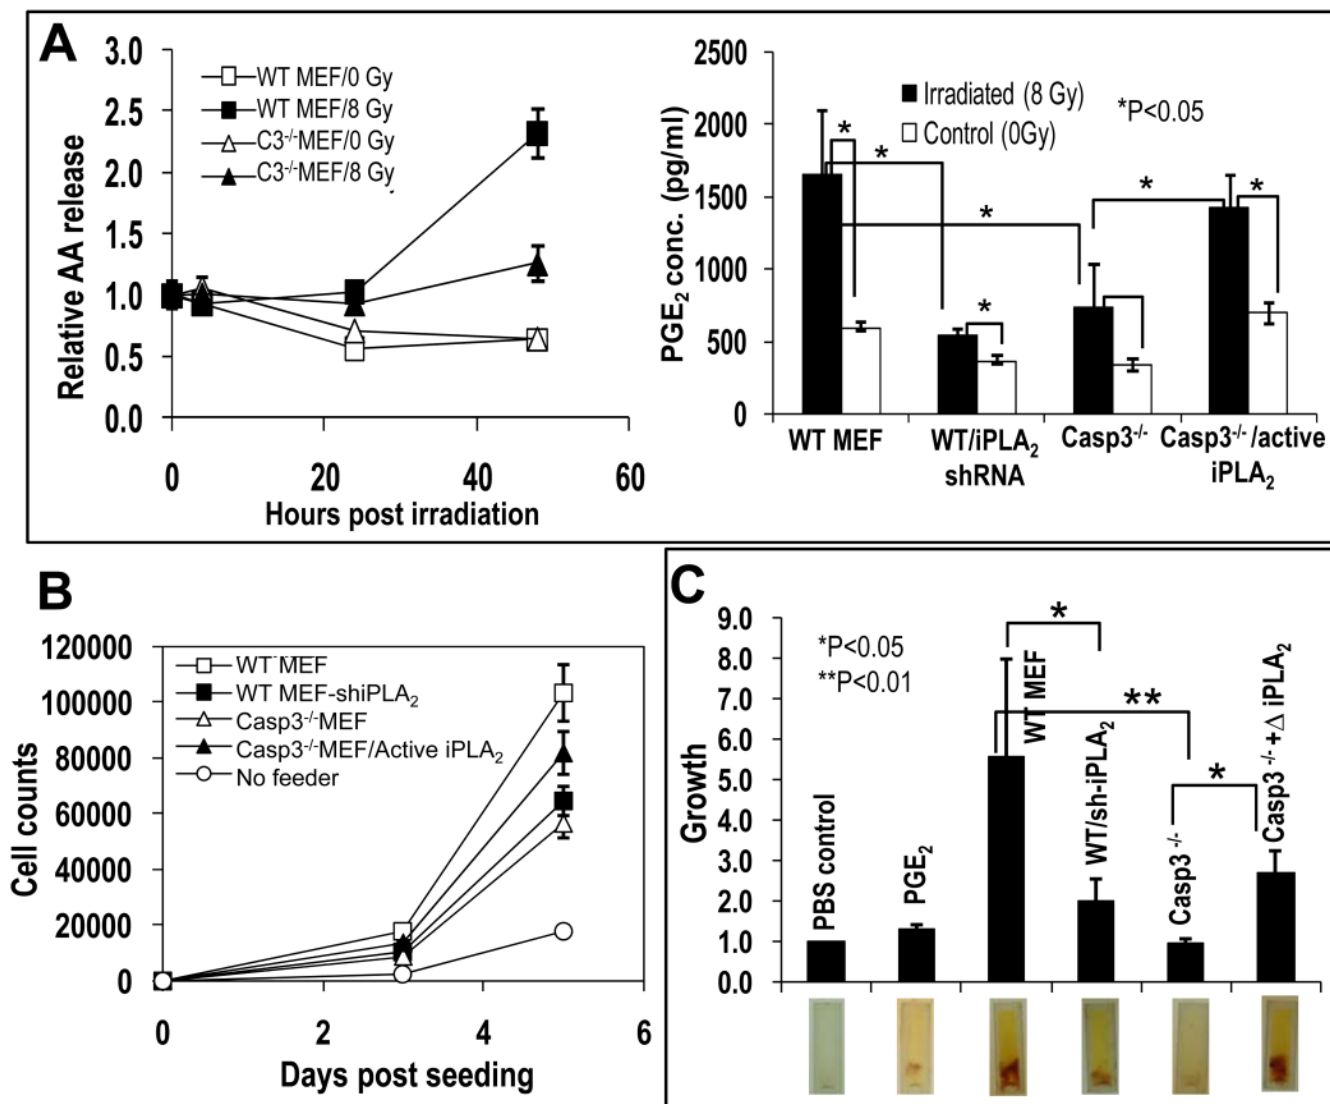 A
3.0
2.5
2.0
1.5
1.0
0.5
0.0
Relative AA release
WT MEF/0 Gy
WT MEF/8 Gy
C3-/-MEF/0 Gy
C3-/-MEF/8 Gy
0 20 40 60
Hours post irradiation
2500
2000
1500
1000
500
0
PGE2 conc. (pg/ml)
Irradiated (8 Gy)
Control (0Gy)
*P<0.05
*
*
*
*
*
*
WT MEF WT/iPLA2 Casp3-/- Casp3-/-/active
shRNA iPLA2
B
120000
100000
80000
60000
40000
20000
0
Cell counts
WT MEF
WT MEF-shiPLA2
Casp3-/-MEF
Casp3-/-MEF/Active iPLA2
No feeder
0 2 4 6
Days post seeding
C
9.0
8.0
7.0
6.0
5.0
4.0
3.0
2.0
1.0
0.0
Growth
*P<0.05
**P<0.01
*
**
*
PBS control
PGE2
WT MEF
WT/sh-iPLA2
Casp3 -/-
Casp3 -/- +Δ iPLA2